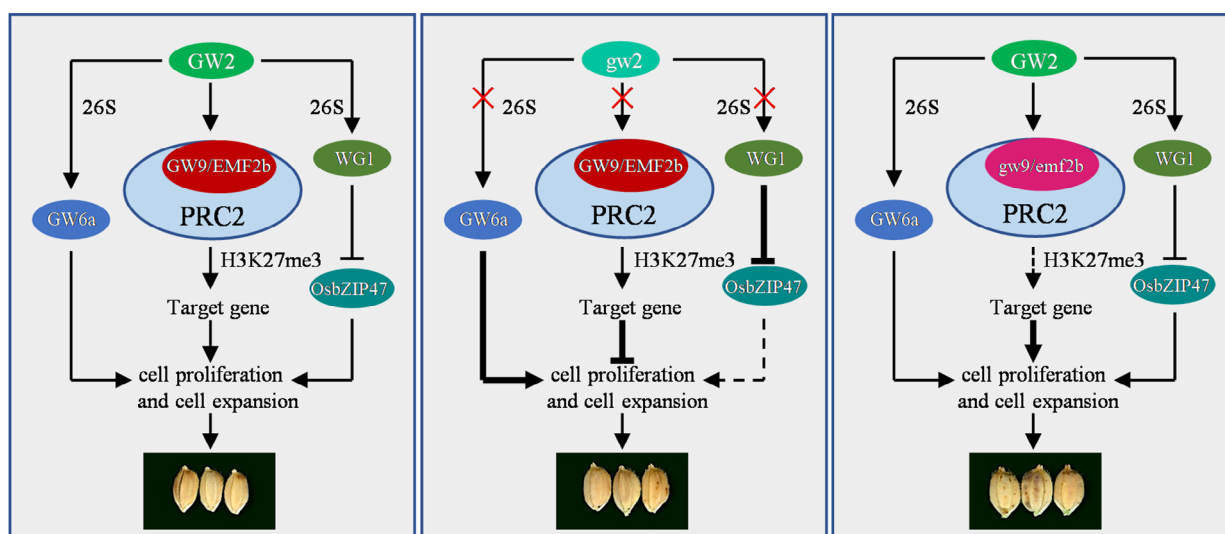 GW2
26S
26S
GW9/EMF2b
WG1
PRC2
GW6a
H3K27me3
OsbZIP47
Target gene
cell proliferation
and cell expansion
gw2
26S
26S
GW9/EMF2b
WG1
PRC2
GW6a
H3K27me3
OsbZIP47
Target gene
cell proliferation
and cell expansion
GW2
26S
26S
gw9/emf2b
WG1
PRC2
GW6a
H3K27me3
OsbZIP47
Target gene
cell proliferation
and cell expansion